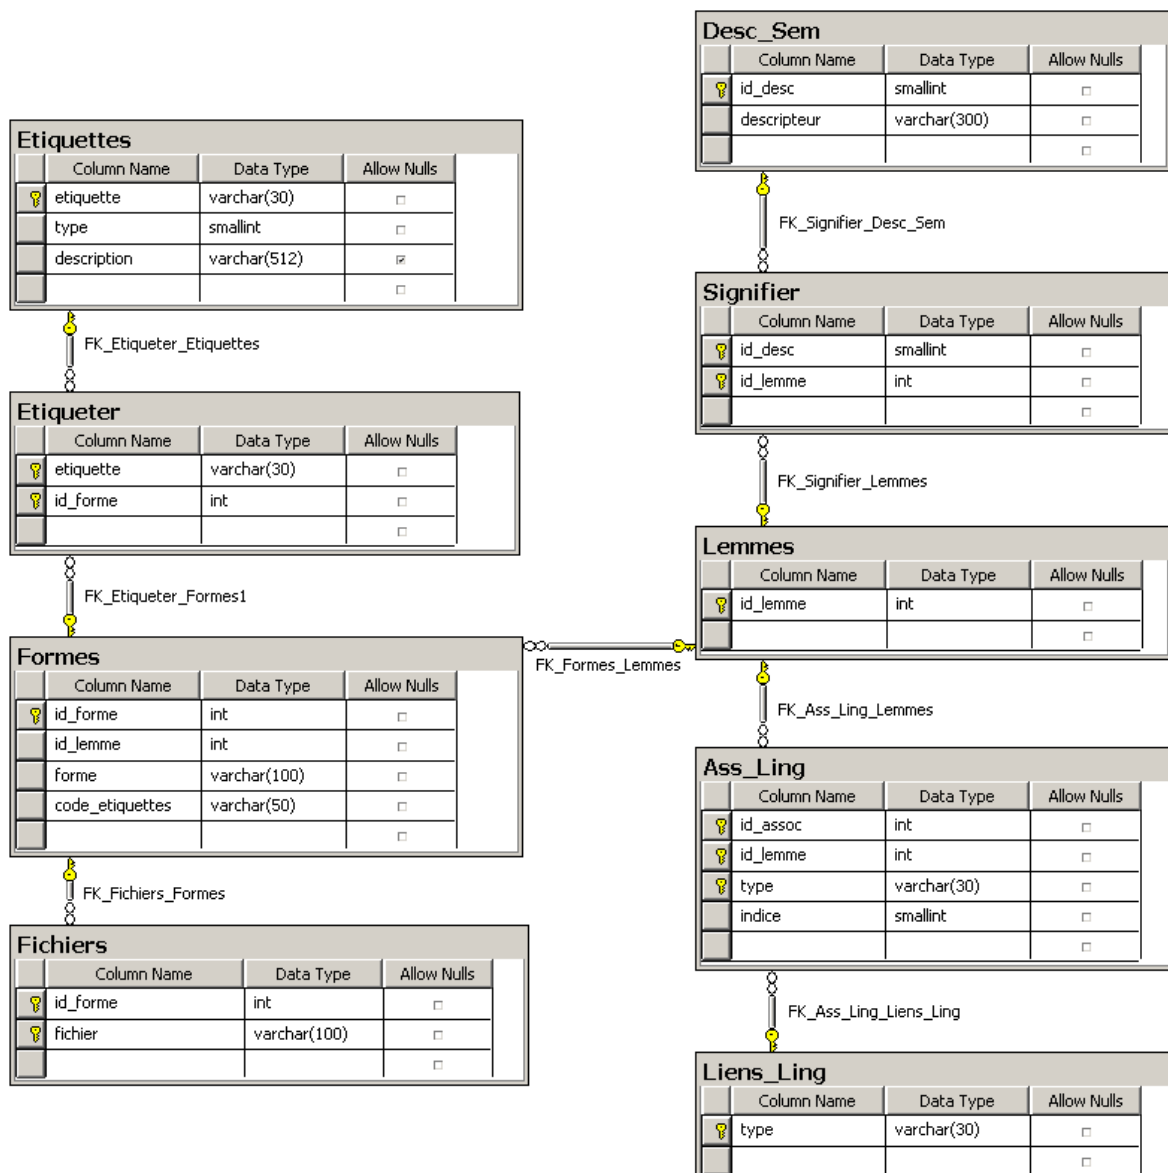 Etiquettes
Column Name Data Type Allow Nulls
etiquette varchar(30)
type smallint
description varchar(512)
FK_Etiqueter_Etiquettes
Etiqueter
Column Name Data Type Allow Nulls
etiquette varchar(30)
id_forme int
FK_Etiqueter_Formes1
Formes
Column Name Data Type Allow Nulls
id_forme int
id_lemme int
forme varchar(100)
code_etiquettes varchar(50)
FK_Fichiers_Formes
Fichiers
Column Name Data Type Allow Nulls
id_forme int
fichier varchar(100)
FK_Formes_Lemmes
Desc_Sem
Column Name Data Type Allow Nulls
id_desc smallint
descripteur varchar(300)
FK_Signifier_Desc_Sem
Signifier
Column Name Data Type Allow Nulls
id_desc smallint
id_lemme int
FK_Signifier_Lemmes
Lemmes
Column Name Data Type Allow Nulls
id_lemme int
FK_Ass_Ling_Lemmes
Ass_Ling
Column Name Data Type Allow Nulls
id_assoc int
id_lemme int
type varchar(30)
indice smallint
FK_Ass_Ling_Liens_Ling
Liens_Ling
Column Name Data Type Allow Nulls
type varchar(30)